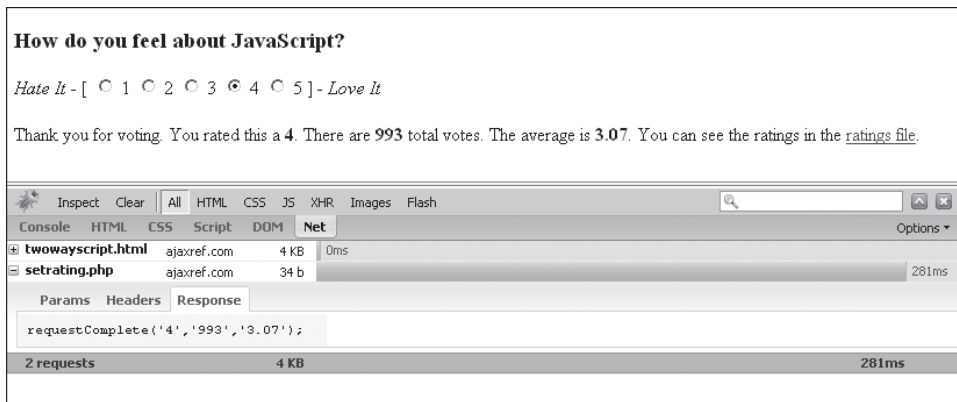 How do you feel about JavaScript?
Hate It - [ 1 2 3 4 5 ] - Love It
Thank you for voting. You rated this a 4. There are 993 total votes. The average is 3.07. You can see the ratings in the ratings file.
Inspect Clear All HTML CSS JS XHR Images Flash
Console HTML CSS Script DOM Net Options
twowayscript.html ajaxref.com 4 KB 0ms
setrating.php ajaxref.com 34 b 281ms
Params Headers Response
requestComplete('4','993','3.07');
2 requests 4 KB 281ms